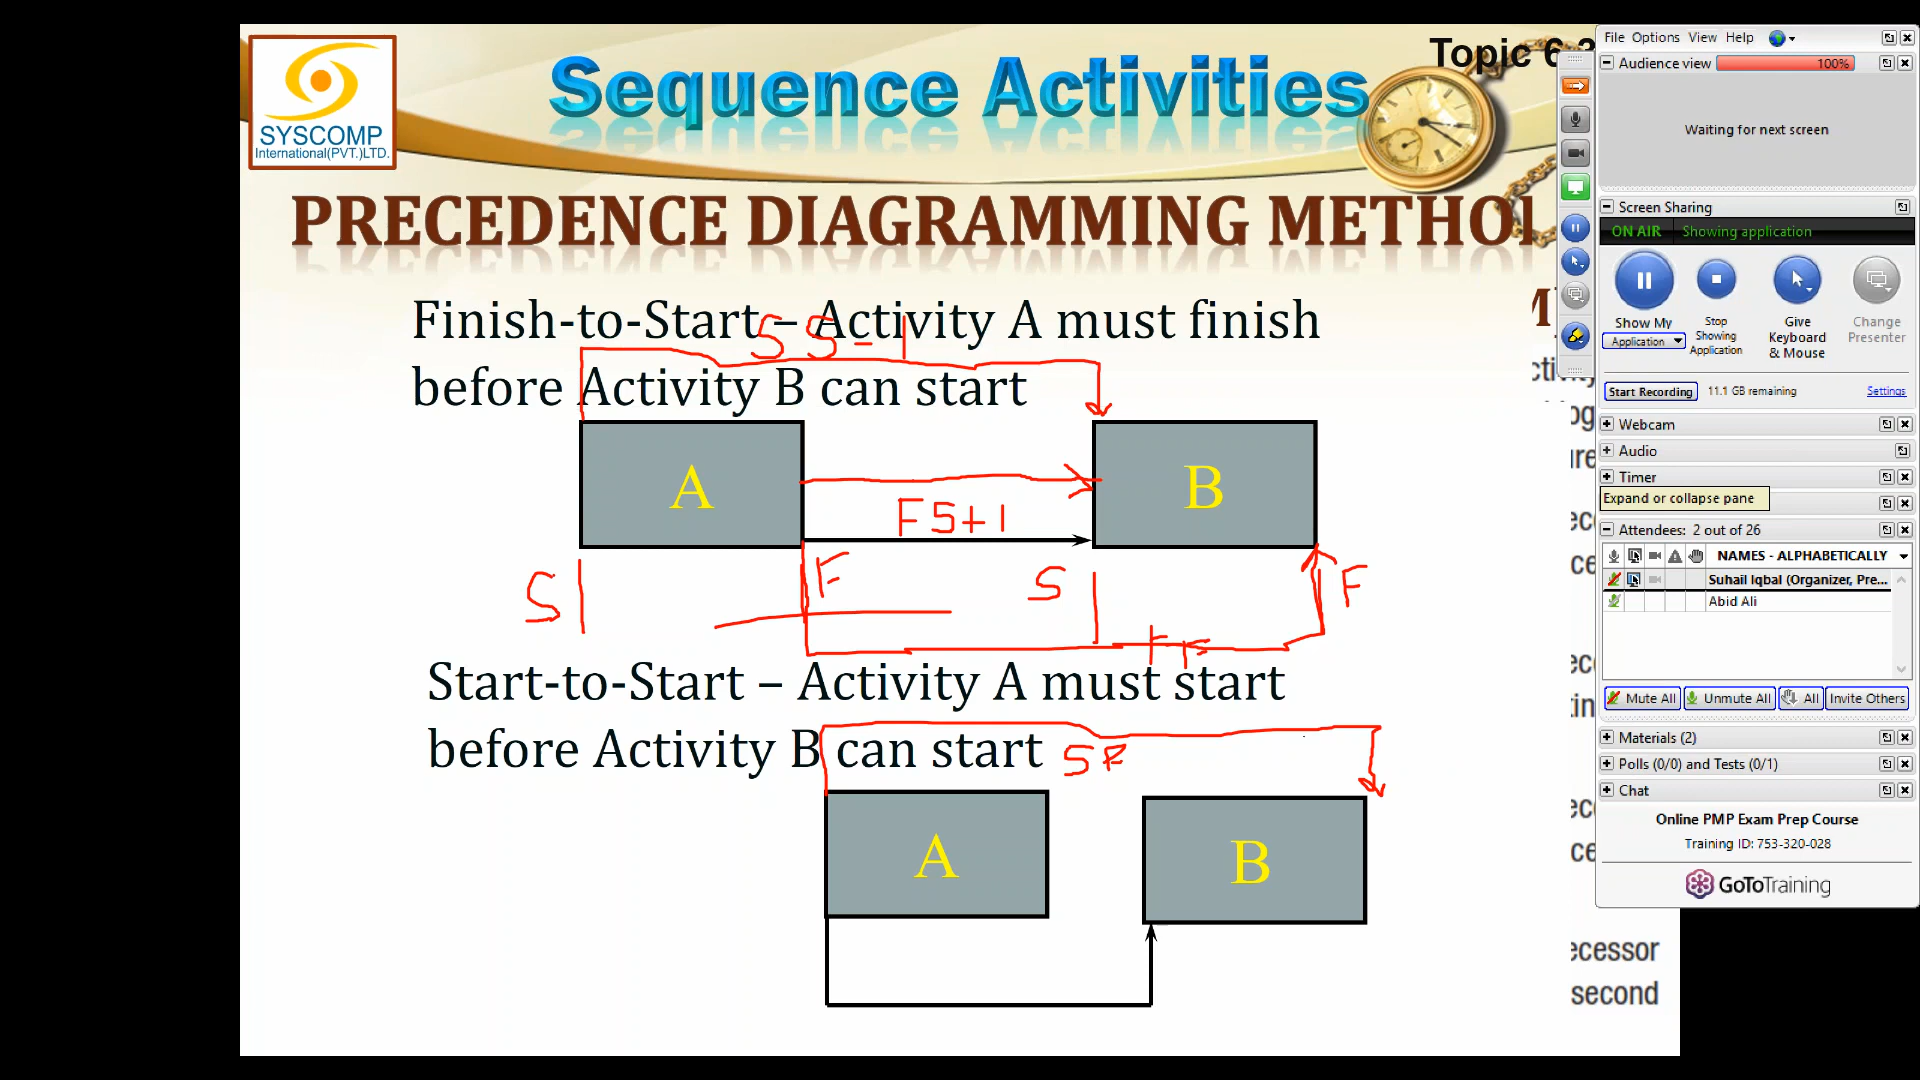 SYSCOMP
International(PVT.)LTD.
Sequence Activities
Topic 6.3
PRECEDENCE DIAGRAMMING METHOD
Finish-to-Start – Activity A must finish
SS-1
before Activity B can start
A
B
FS+1
S
F
S
F
FF
Start-to-Start – Activity A must start
before Activity B can start
SF
A
B
ecessor
second
File Options View Help
Audience view 100%
Waiting for next screen
Screen Sharing
ON AIR Showing application
Show My
Application
Stop
Showing
Application
Give
Keyboard
& Mouse
Change
Presenter
Start Recording 11.1 GB remaining Settings
Webcam
Audio
Timer
Expand or collapse pane
Attendees: 2 out of 26
NAMES - ALPHABETICALLY
Suhail Iqbal (Organizer, Pre...
Abid Ali
Mute All Unmute All All Invite Others
Materials (2)
Polls (0/0) and Tests (0/1)
Chat
Online PMP Exam Prep Course
Training ID: 753-320-028
GoToTraining